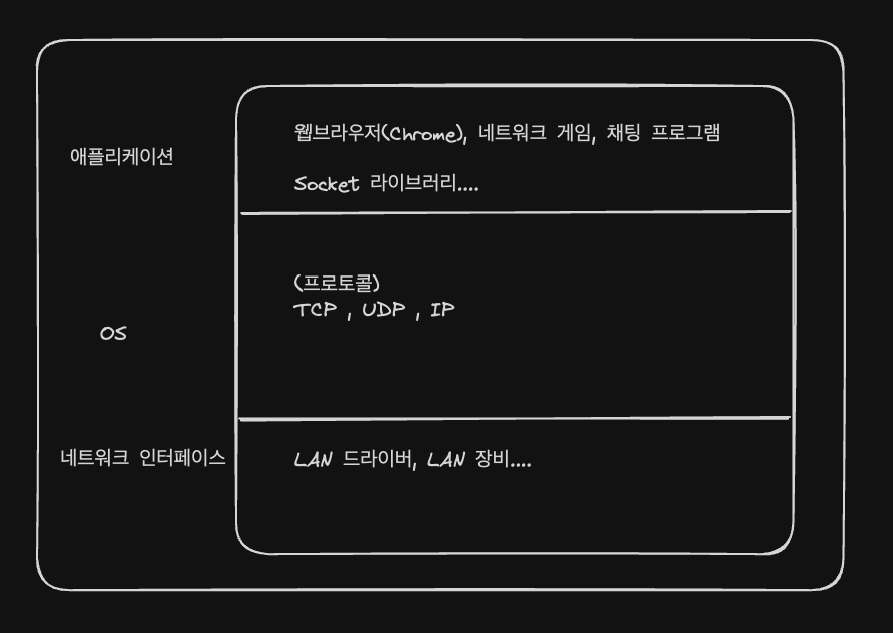 애플리케이션
웹브라우저(Chrome), 네트워크 게임, 채팅 프로그램
Socket 라이브러리....
OS
(프로토콜)
TCP , UDP , IP
네트워크 인터페이스
LAN 드라이버, LAN 장비....